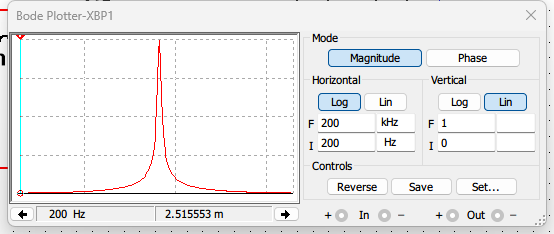 Bode Plotter-XBP1
Mode
Magnitude Phase
Horizontal Vertical
Log Lin Log Lin
F 200 kHz F 1
I 200 Hz I 0
Controls
Reverse Save Set...
200 Hz 2.515553 m
+ In - + Out -